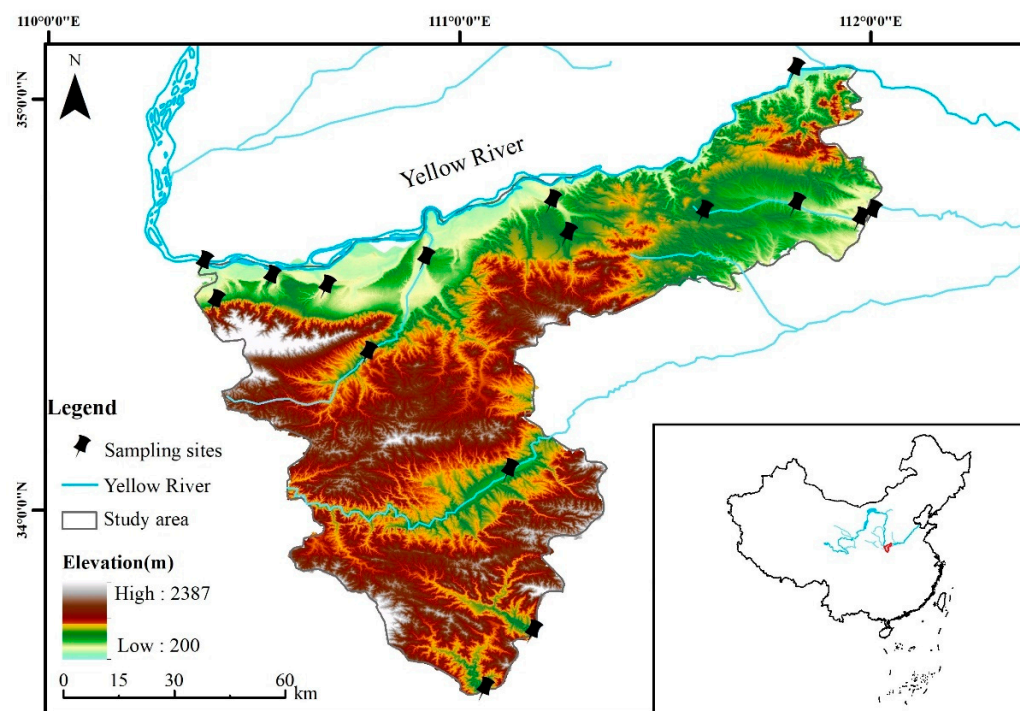 110°0'0"E
111°0'0"E
112°0'0"E
35°0'0"N
34°0'0"N
N
Yellow River
Legend
Sampling sites
Yellow River
Study area
Elevation(m)
High : 2387
Low : 200
0 15 30 60
km